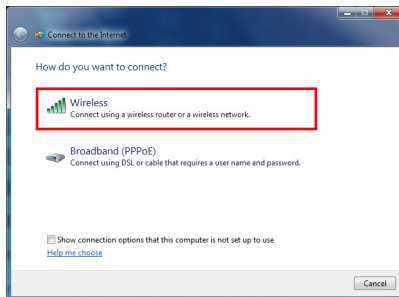 Connect to the Internet
How do you want to connect?
Wireless
Connect using a wireless router or a wireless network.
Broadband (PPPoE)
Connect using DSL or cable that requires a user name and password.
Show connection options that this computer is not set up to use
Help me choose
Cancel